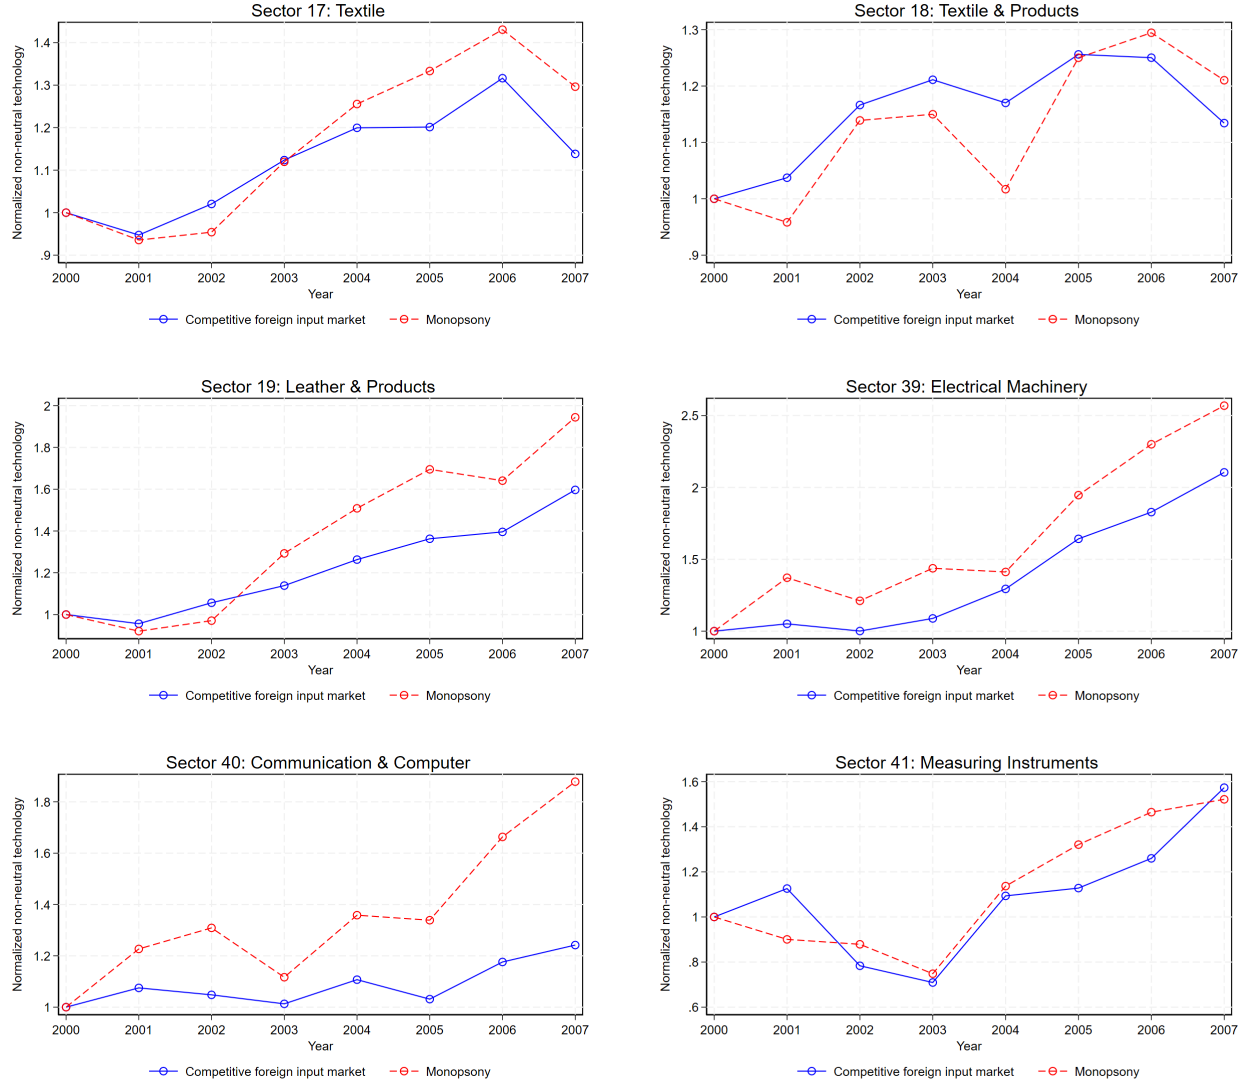 Sector 17: Textile
Normalized non-neutral technology
1.4
1.3
1.2
1.1
1
.9
2000 2001 2002 2003 2004 2005 2006 2007
Year
Competitive foreign input market Monopsony
Sector 18: Textile & Products
Normalized non-neutral technology
1.3
1.2
1.1
1
.9
2000 2001 2002 2003 2004 2005 2006 2007
Year
Competitive foreign input market Monopsony
Sector 19: Leather & Products
Normalized non-neutral technology
2
1.8
1.6
1.4
1.2
1
2000 2001 2002 2003 2004 2005 2006 2007
Year
Competitive foreign input market Monopsony
Sector 39: Electrical Machinery
Normalized non-neutral technology
2.5
2
1.5
1
2000 2001 2002 2003 2004 2005 2006 2007
Year
Competitive foreign input market Monopsony
Sector 40: Communication & Computer
Normalized non-neutral technology
1.8
1.6
1.4
1.2
1
2000 2001 2002 2003 2004 2005 2006 2007
Year
Competitive foreign input market Monopsony
Sector 41: Measuring Instruments
Normalized non-neutral technology
1.6
1.4
1.2
1
.8
.6
2000 2001 2002 2003 2004 2005 2006 2007
Year
Competitive foreign input market Monopsony